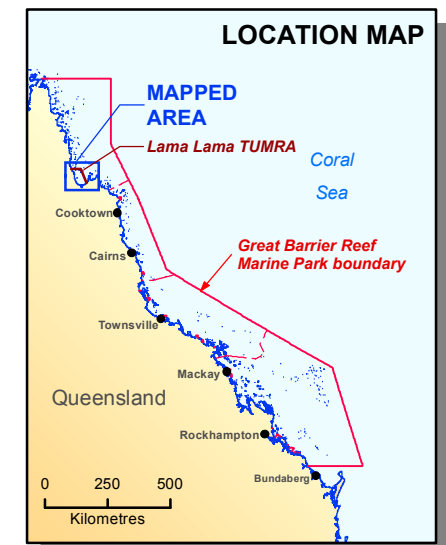 LOCATION MAP
MAPPED
AREA
Lama Lama TUMRA
Coral
Sea
Cooktown
Great Barrier Reef
Marine Park boundary
Cairns
Townsville
Mackay
Queensland
Rockhampton
Bundaberg
0 250 500
Kilometres